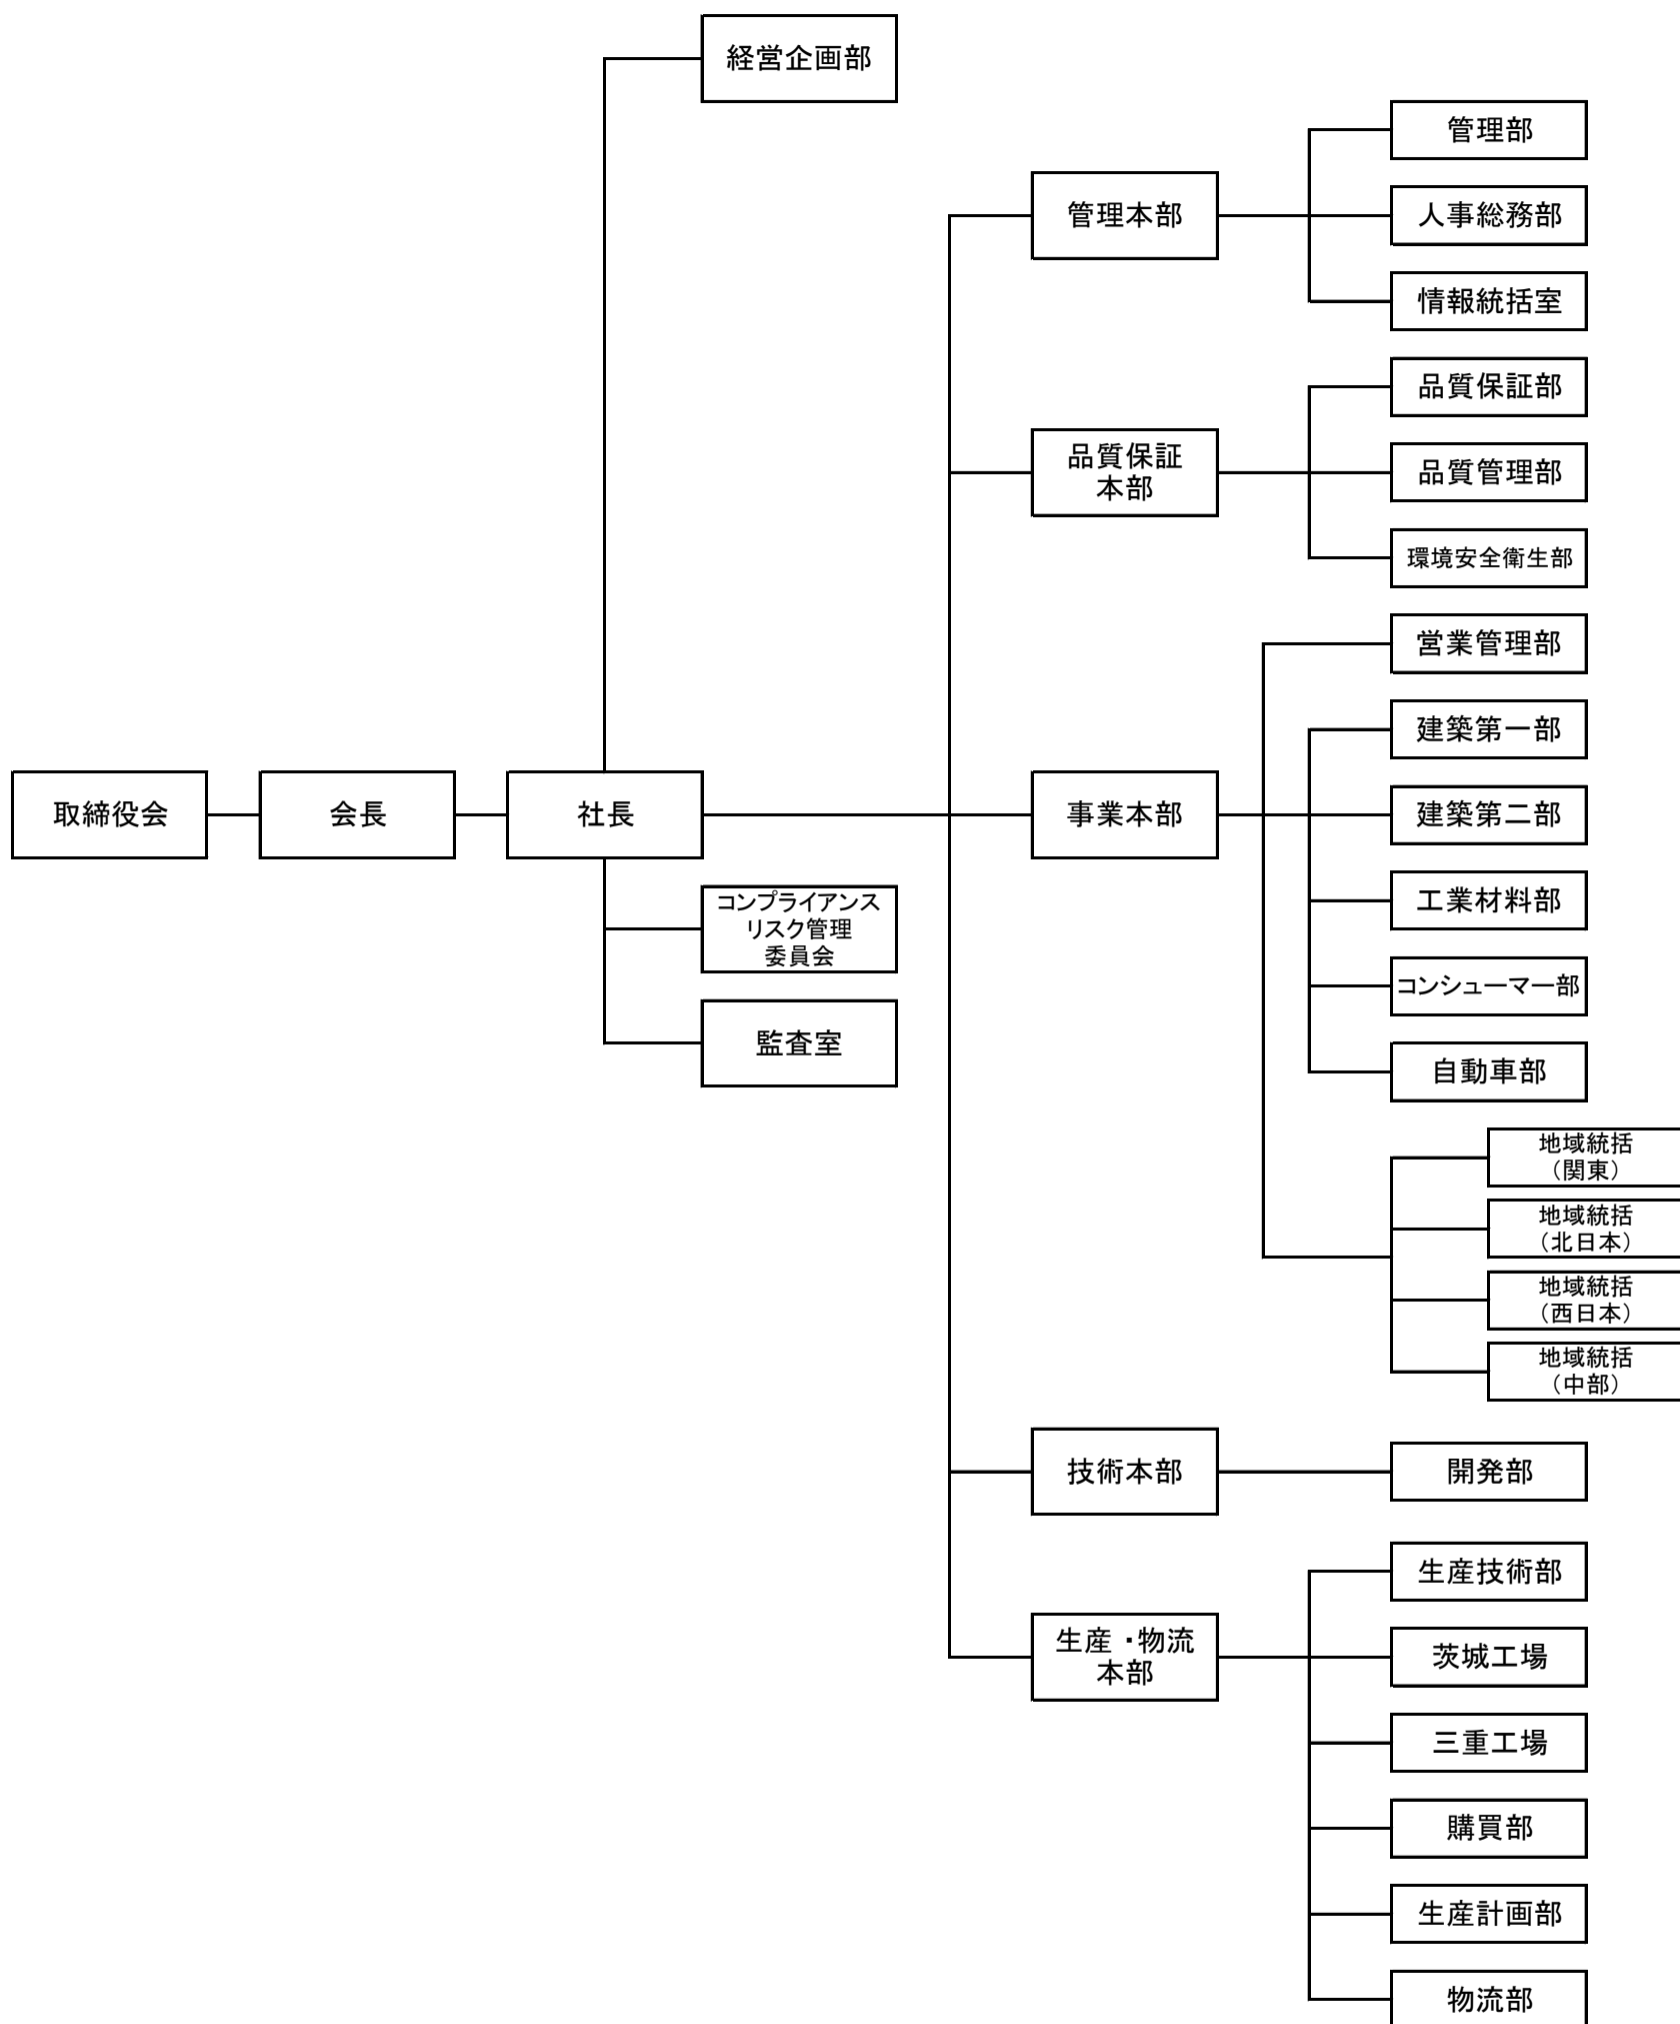 経営企画部
管理部
管理本部
人事総務部
情報統括室
品質保証部
品質保証
本部
品質管理部
環境安全衛生部
営業管理部
建築第一部
取締役会
会長
社長
事業本部
建築第二部
コンプライアンス
リスク管理
委員会
工業材料部
コンシューマー部
監査室
自動車部
地域統括
（関東）
地域統括
（北日本）
地域統括
（西日本）
地域統括
（中部）
技術本部
開発部
生産技術部
生産・物流
本部
茨城工場
三重工場
購買部
生産計画部
物流部